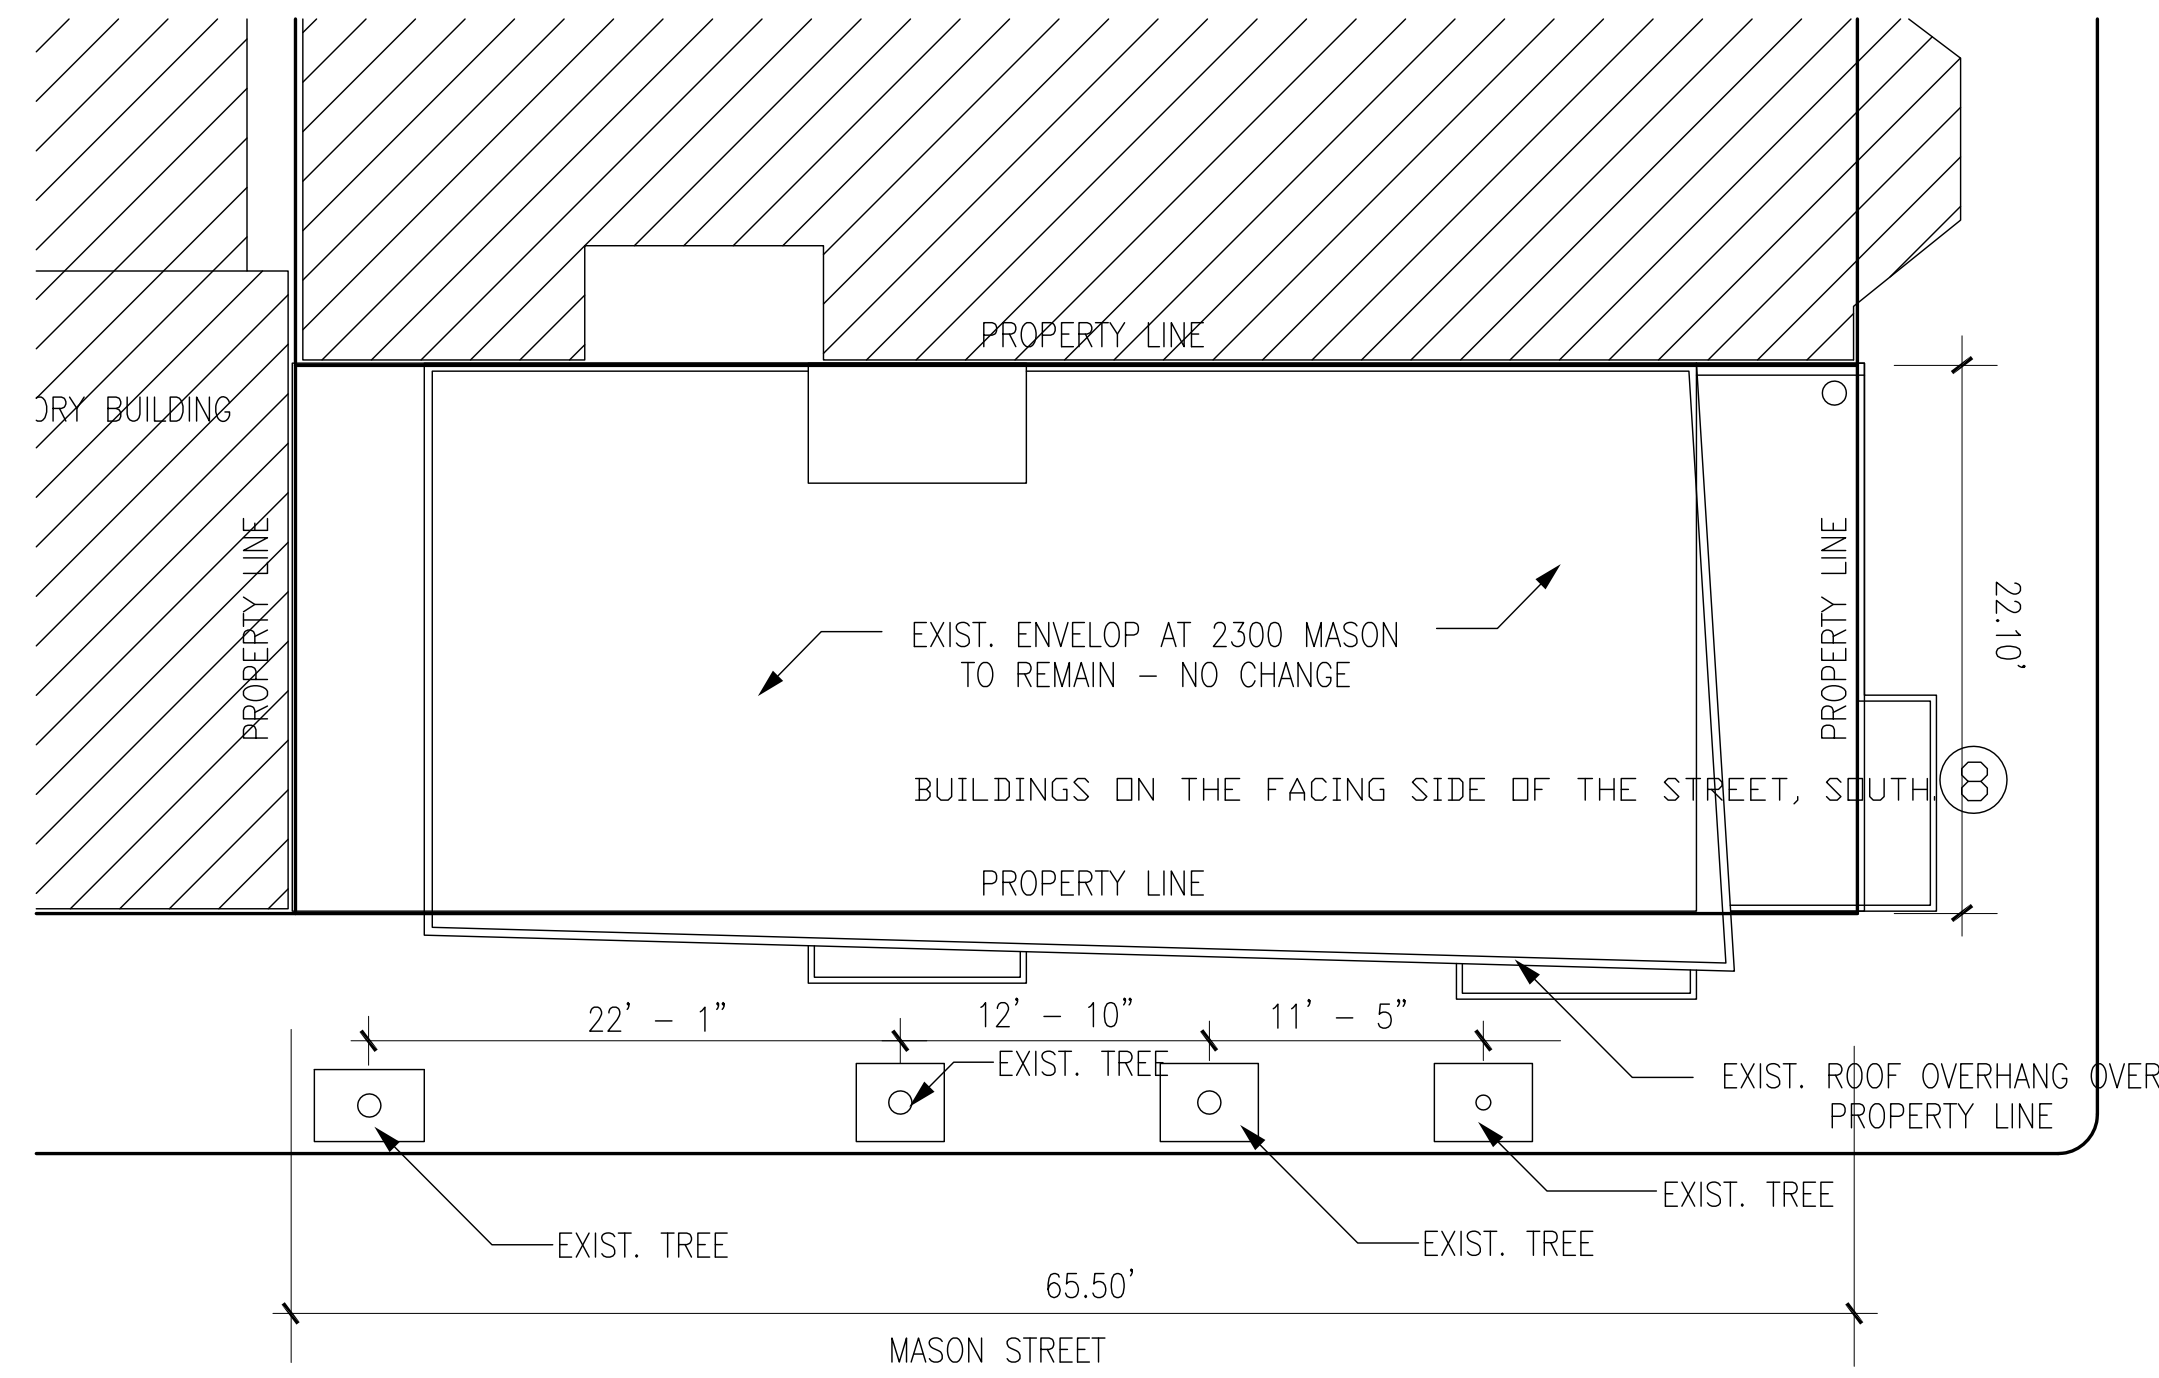 PROPERTY LINE
ORY BUILDING
PROPERTY LINE
PROPERTY LINE
22.10'
EXIST. ENVELOP AT 2300 MASON
TO REMAIN – NO CHANGE
BUILDINGS ON THE FACING SIDE OF THE STREET, SOUTH.
8
PROPERTY LINE
22' – 1"
12' – 10"
11' – 5"
EXIST. TREE
EXIST. ROOF OVERHANG OVER
PROPERTY LINE
EXIST. TREE
EXIST. TREE
EXIST. TREE
65.50'
MASON STREET